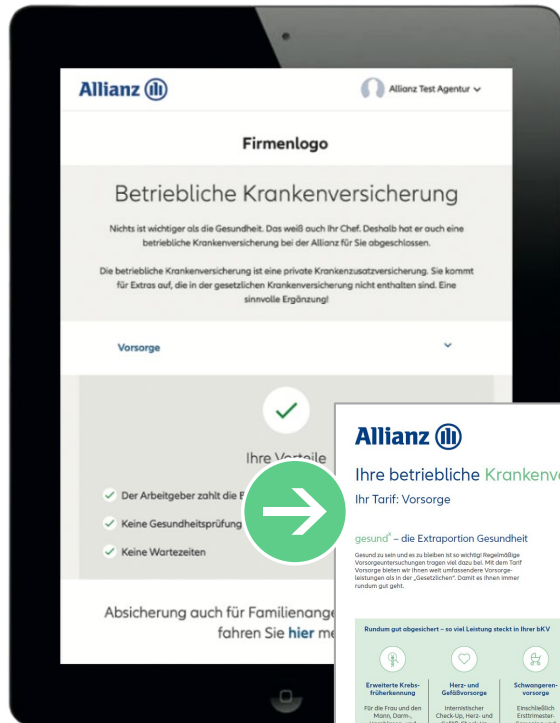 Allianz
Allianz Test Agentur
Firmenlogo
Betriebliche Krankenversicherung
Nichts ist wichtiger als die Gesundheit. Das weiß auch Ihr Chef. Deshalb hat er auch eine
betriebliche Krankenversicherung bei der Allianz für Sie abgeschlossen.
Die betriebliche Krankenversicherung ist eine private Krankenzusatzversicherung. Sie kommt
für Extras auf, die in der gesetzlichen Krankenversicherung nicht enthalten sind. Eine
sinnvolle Ergänzung!
Vorsorge
Ihre Vorteile
Der Arbeitgeber zahlt die B
Keine Gesundheitsprüfung
Keine Wartezeiten
Absicherung auch für Familienange
fahren Sie hier me
Allianz
Ihre betriebliche Krankenve
Ihr Tarif: Vorsorge
gesund⁺ – die Extraportion Gesundheit
Gesund zu sein und es zu bleiben ist so wichtig! Regelmäßige
Vorsorgeuntersuchungen tragen viel dazu bei. Mit dem Tarif
Vorsorge bieten wir Ihnen weit umfassendere Vorsorge-
leistungen als in der „Gesetzlichen“. Damit es Ihnen immer
rundum gut geht.
Rundum gut abgesichert – so viel Leistung steckt in Ihrer bKV
Erweiterte Krebs-
früherkennung
Für die Frau und den
Mann, Darm-,
Herz- und
Gefäßvorsorge
Internistischer
Check-Up, Herz- und
Schwangeren-
vorsorge
Einschließlich
Ersttrimester-